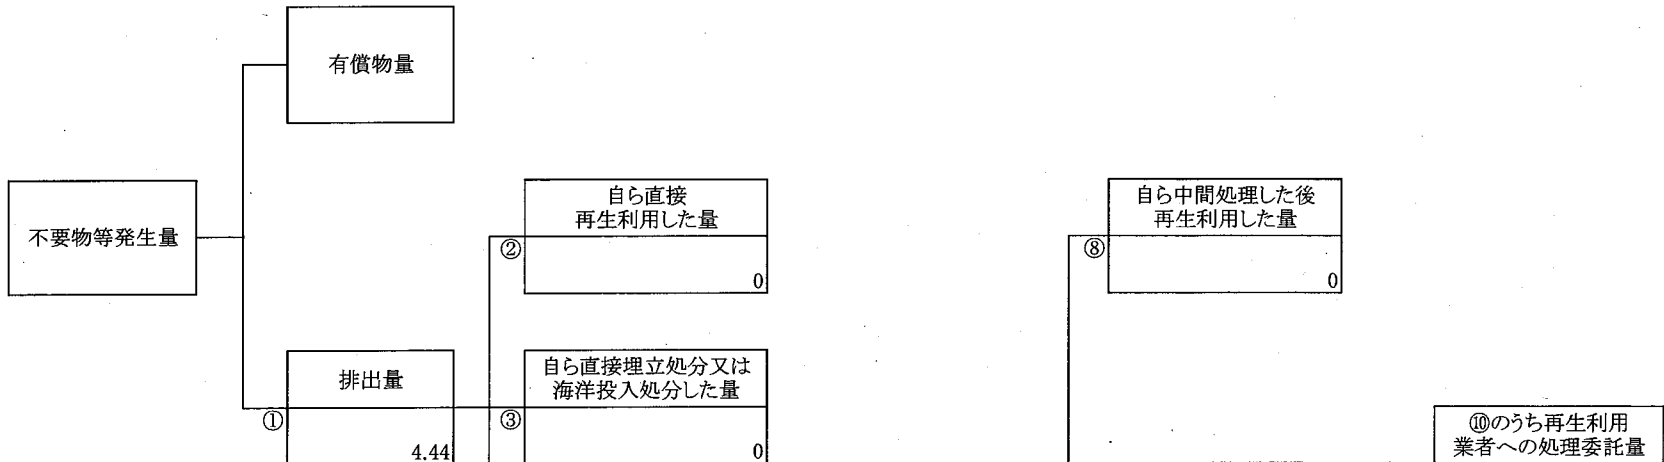 有償物量
不要物等発生量
自ら直接
再生利用した量
②
0
自ら中間処理した後
再生利用した量
⑧
0
排出量
①
4.44
自ら直接埋立処分又は
海洋投入処分した量
③
0
⑩のうち再生利用
業者への処理委託量